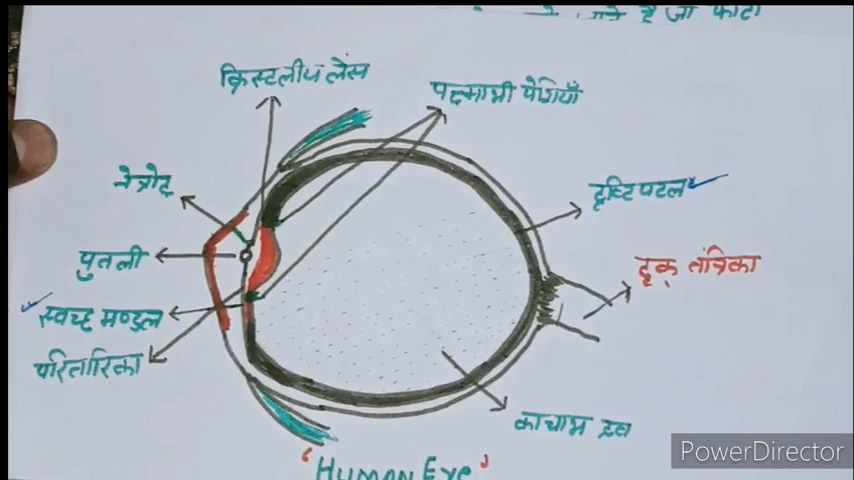 है जो
क्रिस्टलीय लेंस
पक्ष्माभी पेशियाँ
नेत्रोद
दृष्टिपटल
पुतली
दृक् तंत्रिका
स्वच्छ मण्डल
परितारिका
काचाभ द्रव
'HUMAN EYE'
PowerDirector